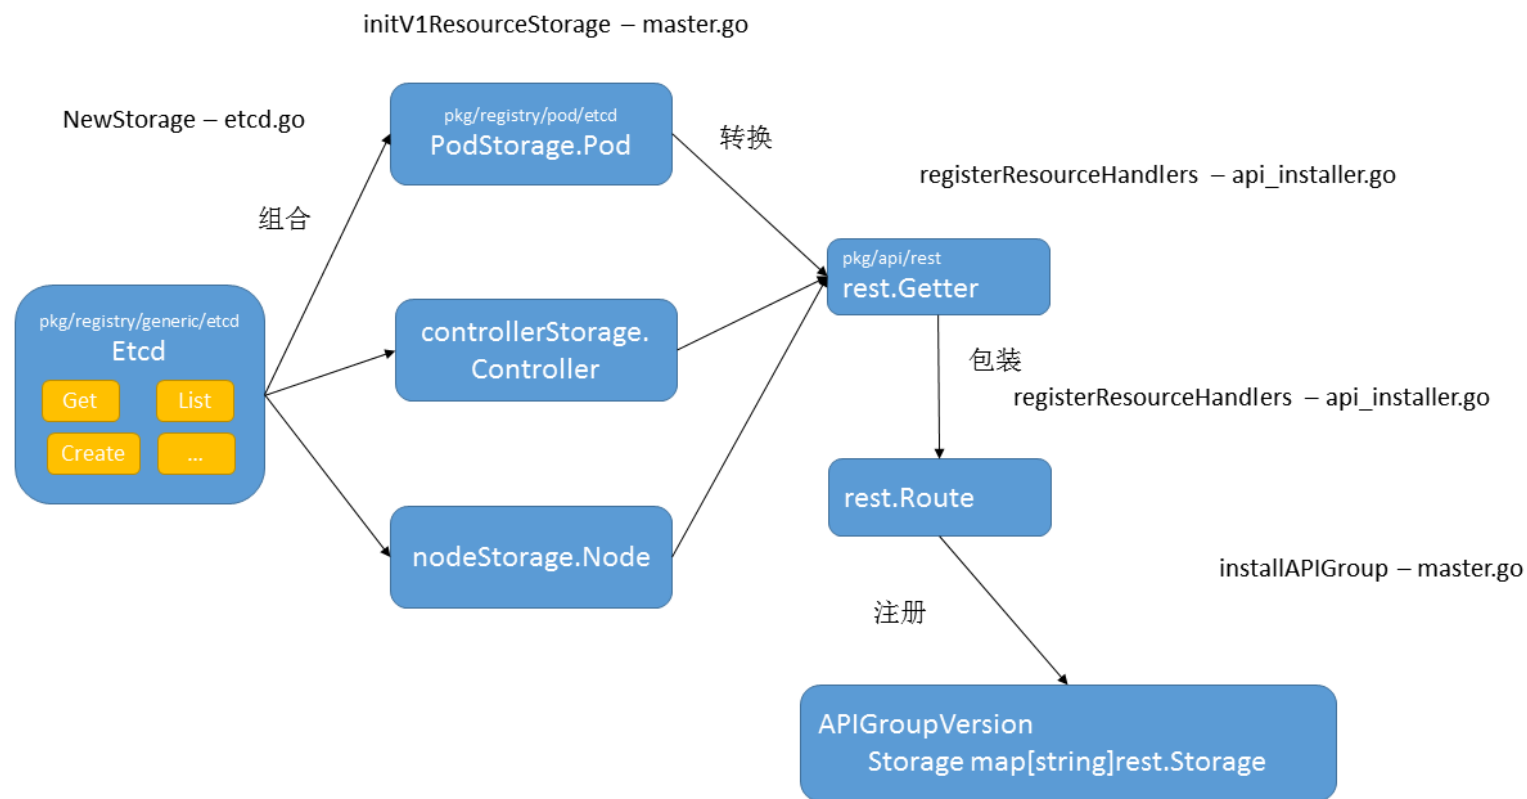 initV1ResourceStorage – master.go
NewStorage – etcd.go
pkg/registry/pod/etcd
PodStorage.Pod
转换
registerResourceHandlers – api_installer.go
组合
pkg/api/rest
rest.Getter
pkg/registry/generic/etcd
Etcd
Get
List
Create
...
controllerStorage.
Controller
包装
registerResourceHandlers – api_installer.go
rest.Route
nodeStorage.Node
installAPIGroup – master.go
注册
APIGroupVersion
Storage map[string]rest.Storage